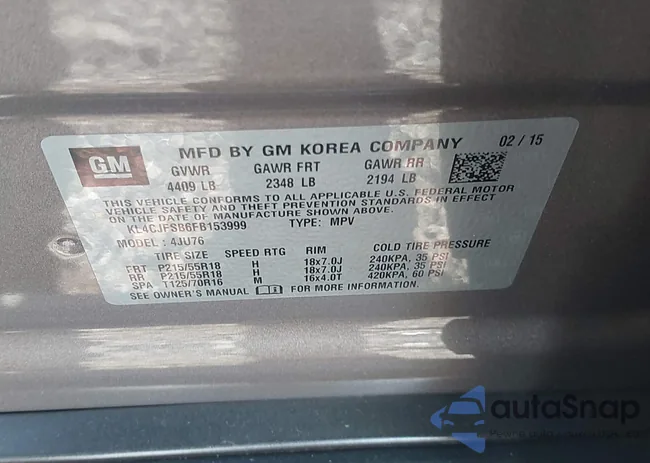 GM
MFD BY GM KOREA COMPANY 02 / 15
GVWR GAWR FRT GAWR RR
4409 LB 2348 LB 2194 LB
THIS VEHICLE CONFORMS TO ALL APPLICABLE U.S. FEDERAL MOTOR
VEHICLE SAFETY AND THEFT PREVENTION STANDARDS IN EFFECT
ON THE DATE OF MANUFACTURE SHOWN ABOVE.
KL4CJFSB6FB153999 TYPE: MPV
MODEL: 4JU76
TIRE SIZE SPEED RTG RIM COLD TIRE PRESSURE
FRT P215/55R18 H 18x7.0J 240KPA, 35 PSI
RR P215/55R18 H 18x7.0J 240KPA, 35 PSI
SPA T125/70R16 M 16x4.0T 420KPA, 60 PSI
SEE OWNER'S MANUAL FOR MORE INFORMATION.
autoSnap